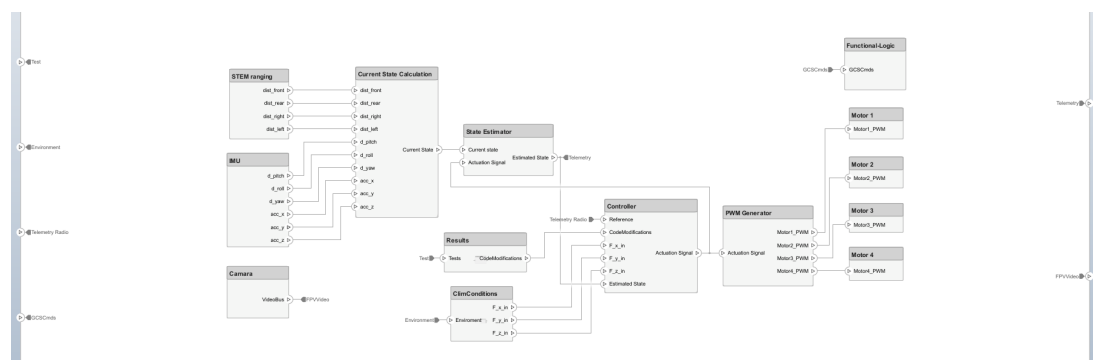 Test
Environment
Telemetry Radio
GCSCmds
STEM ranging
dist_front
dist_rear
dist_right
dist_left
IMU
d_pitch
d_roll
d_yaw
acc_x
acc_y
acc_z
Camara
VideoBus
FPVVideo
Current State Calculation
dist_front
dist_rear
dist_right
dist_left
d_pitch
d_roll
d_yaw
acc_x
acc_y
acc_z
Current State
State Estimator
Current state
Actuation Signal
Estimated State
Telemetry
Results
Test
Tests
CodeModifications
ClimConditions
Environment
Enviroment
F_x_in
F_y_in
F_z_in
Controller
Telemetry Radio
Reference
CodeModifications
F_x_in
F_y_in
F_z_in
Estimated State
Actuation Signal
PWM Generator
Actuation Signal
Motor1_PWM
Motor2_PWM
Motor3_PWM
Motor4_PWM
Functional-Logic
GCSCmds
GCSCmds
Motor 1
Motor1_PWM
Motor 2
Motor2_PWM
Motor 3
Motor3_PWM
Motor 4
Motor4_PWM
Telemetry
FPVVideo